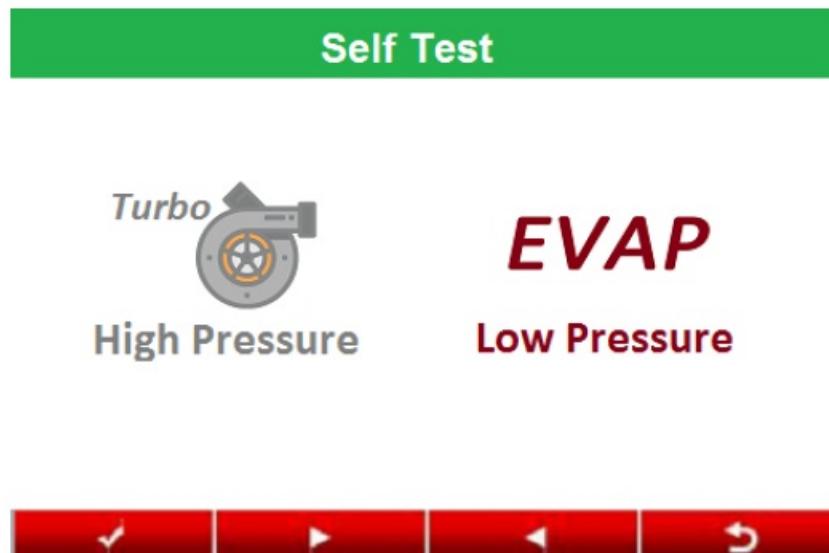 Self Test
Turbo
High Pressure
EVAP
Low Pressure